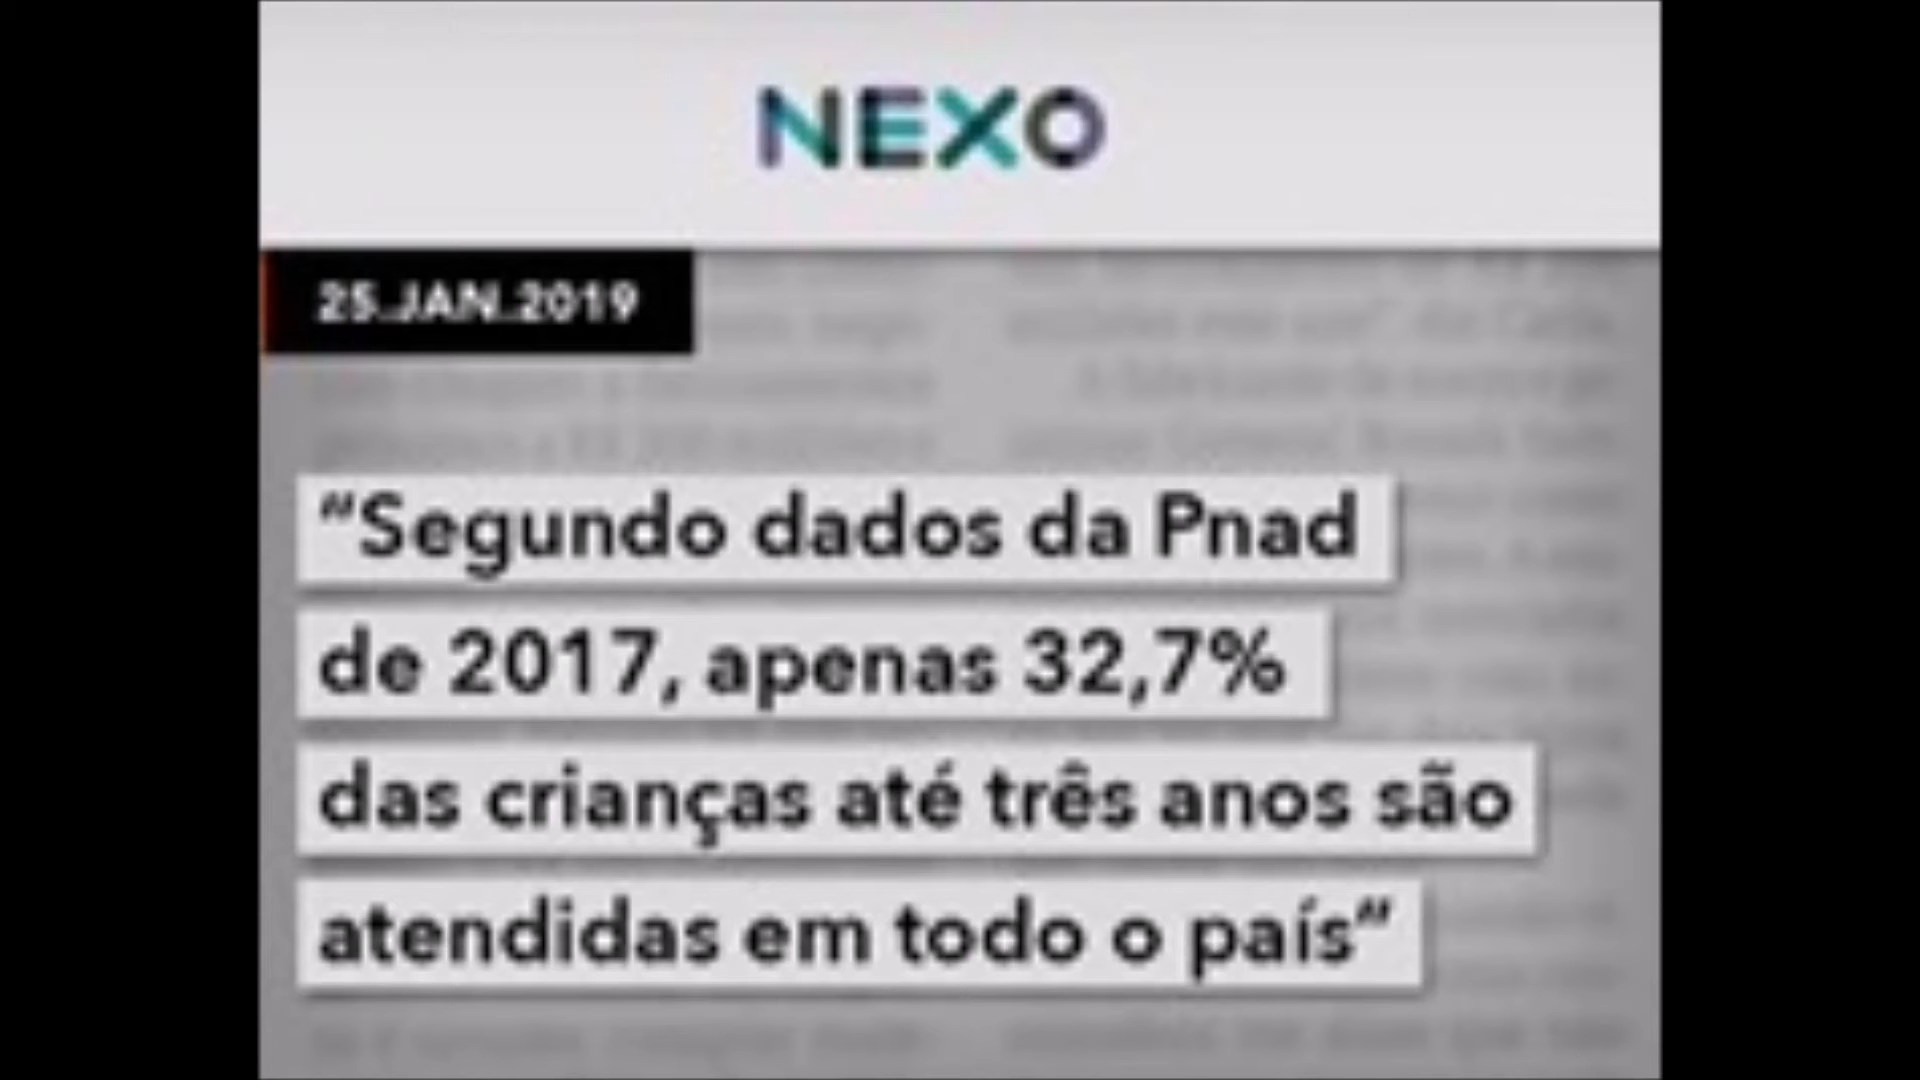 NEXO
25.JAN.2019
“Segundo dados da Pnad
de 2017, apenas 32,7%
das crianças até três anos são
atendidas em todo o país”